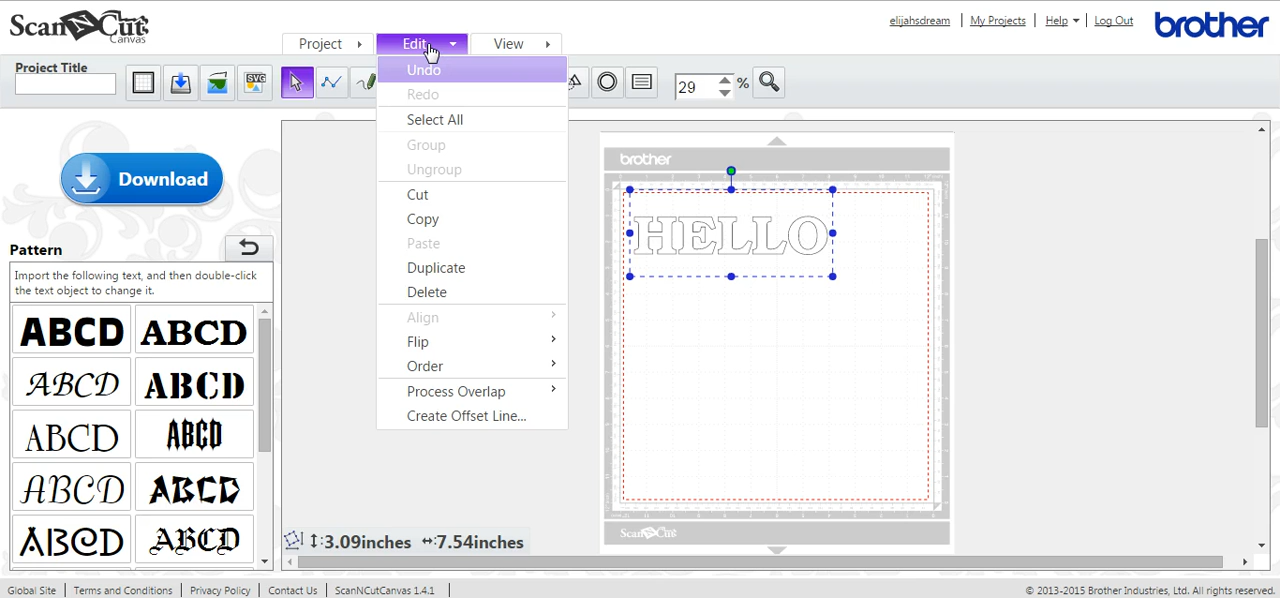 ScanNCut
Canvas
elijahsdream My Projects Help Log Out
brother
Project Edit View
Project Title
SVG
29 %
Undo
Redo
Select All
Group
Ungroup
Cut
Copy
Paste
Duplicate
Delete
Align
Flip
Order
Process Overlap
Create Offset Line...
Download
Pattern
Import the following text, and then double-click
the text object to change it.
ABCD ABCD
ABCD ABCD
ABCD ABCD
ABCD ABCD
ABCD ABCD
brother
HELLO
ScanNCut
3.09inches 7.54inches
Global Site Terms and Conditions Privacy Policy Contact Us ScanNCutCanvas 1.4.1
© 2013-2015 Brother Industries, Ltd. All rights reserved.